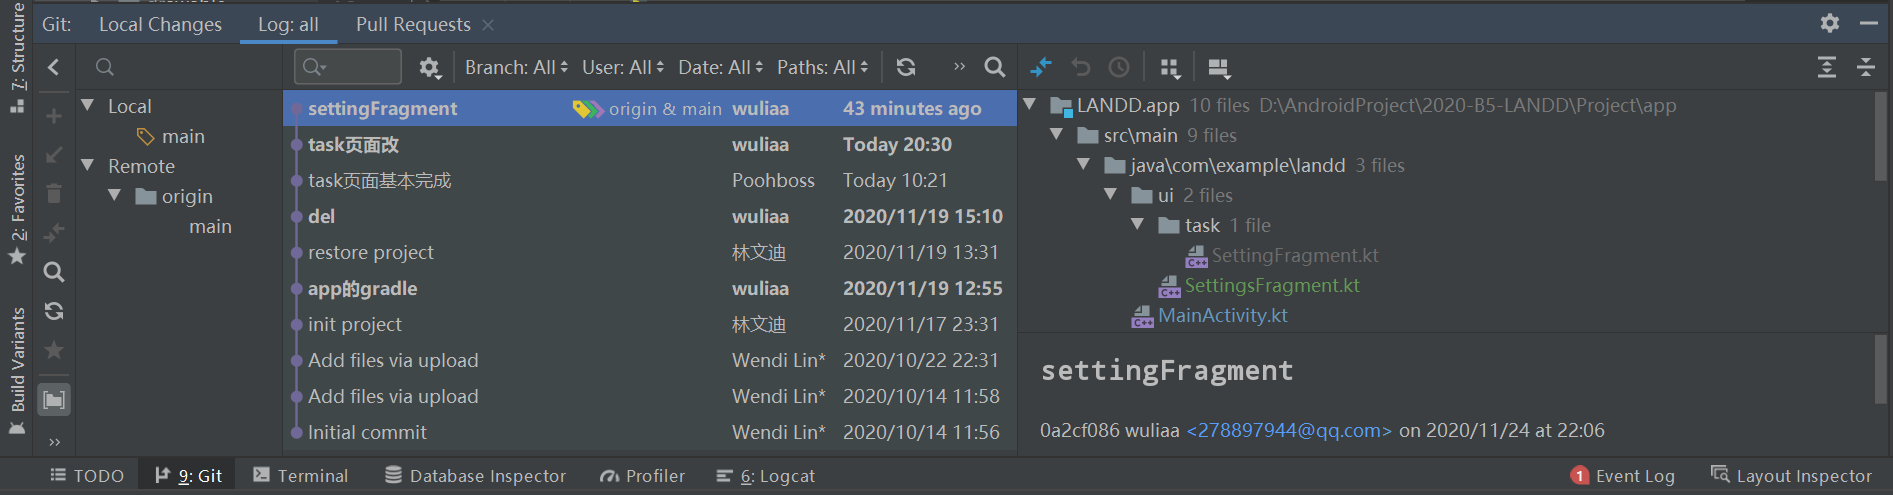 Git: Local Changes Log: all Pull Requests
7: Structure
2: Favorites
Build Variants
Local
main
Remote
origin
main
Branch: All User: All Date: All Paths: All
settingFragment origin & main wuliaa 43 minutes ago
task页面改 wuliaa Today 20:30
task页面基本完成 Poohboss Today 10:21
del wuliaa 2020/11/19 15:10
restore project 林文迪 2020/11/19 13:31
app的gradle wuliaa 2020/11/19 12:55
init project 林文迪 2020/11/17 23:31
Add files via upload Wendi Lin* 2020/10/22 22:31
Add files via upload Wendi Lin* 2020/10/14 11:58
Initial commit Wendi Lin* 2020/10/14 11:56
LANDD.app 10 files D:\AndroidProject\2020-B5-LANDD\Project\app
src\main 9 files
java\com\example\landd 3 files
ui 2 files
task 1 file
C++ SettingFragment.kt
C++ SettingsFragment.kt
C++ MainActivity.kt
settingFragment
0a2cf086 wuliaa <278897944@qq.com> on 2020/11/24 at 22:06
TODO 9: Git Terminal Database Inspector Profiler 6: Logcat 1 Event Log Layout Inspector